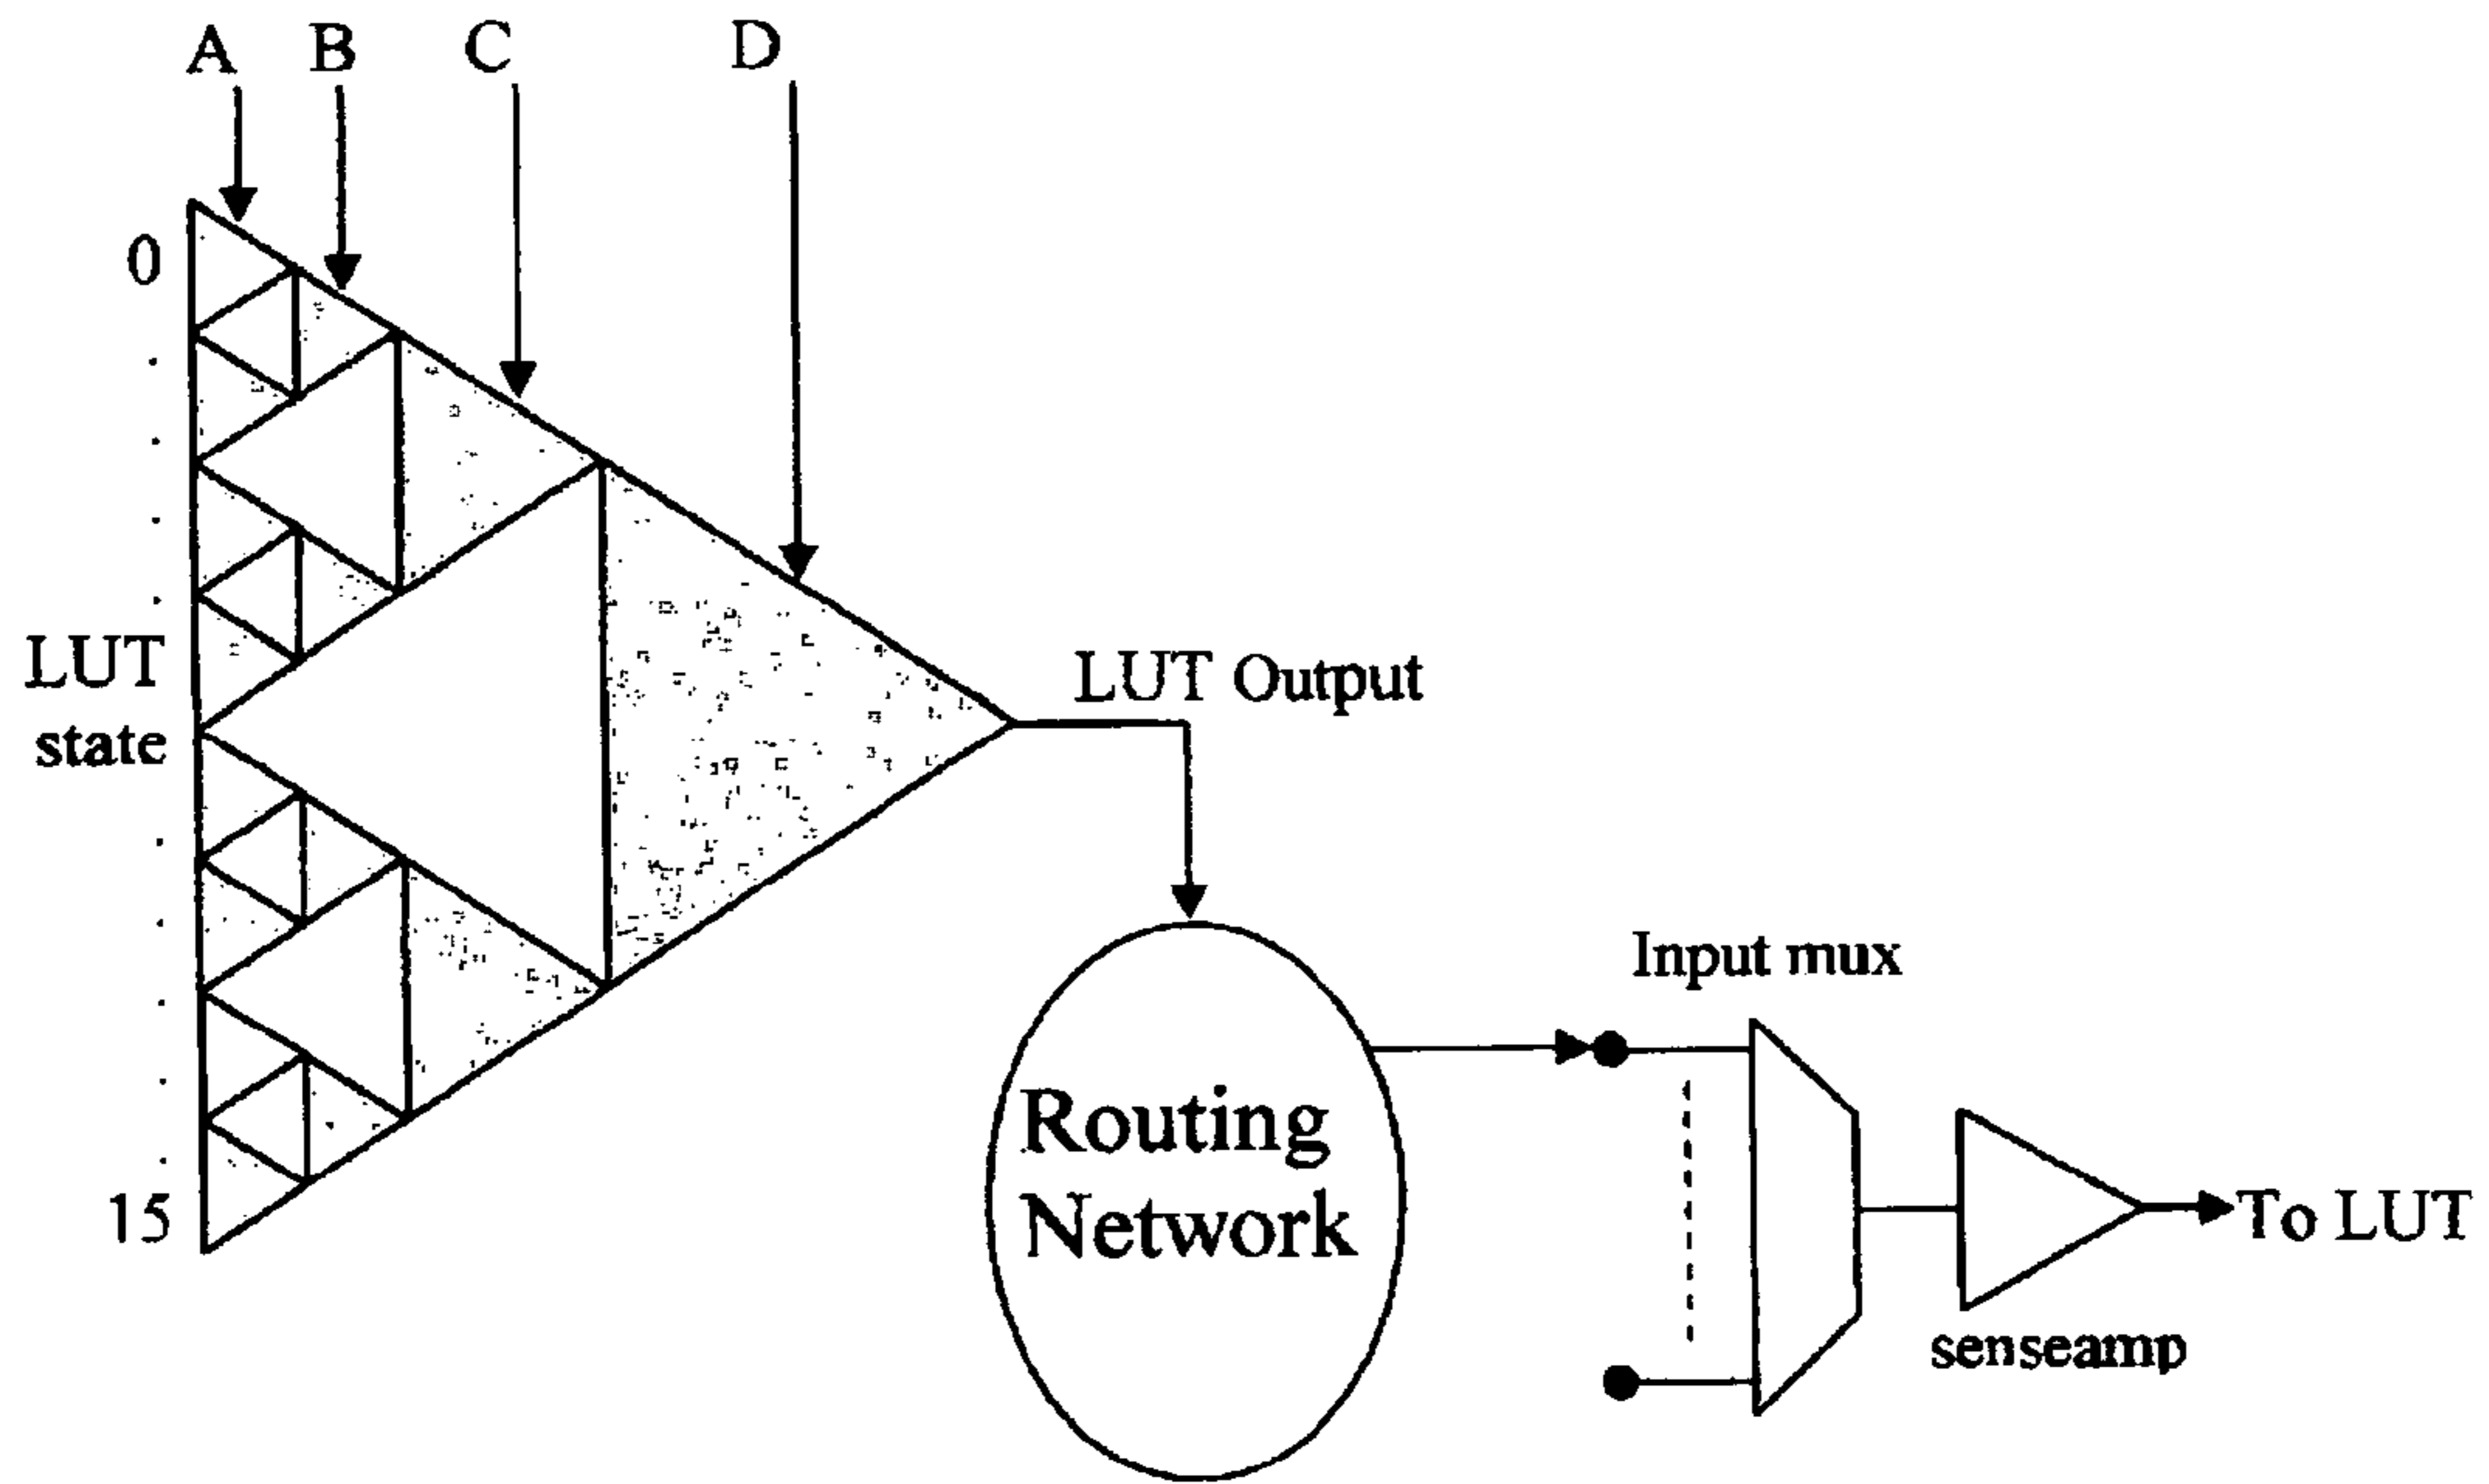 A B C D
0
LUT
state
LUT Output
Input mux
Routing
Network
15
To LUT
senseamp